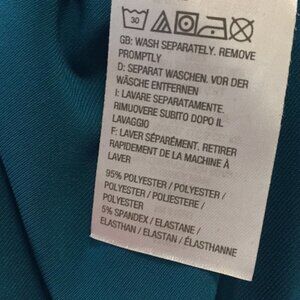 30
GB: WASH SEPARATELY. REMOVE
PROMPTLY
D: SEPARAT WASCHEN. VOR DER
WÄSCHE ENTFERNEN
I: LAVARE SEPARATAMENTE.
RIMUOVERE SUBITO DOPO IL
LAVAGGIO
F: LAVER SÉPARÉMENT. RETIRER
RAPIDEMENT DE LA MACHINE À
LAVER
95% POLYESTER / POLYESTER /
POLYESTER / POLIESTERE /
POLYESTER
5% SPANDEX / ELASTANE /
ELASTHAN / ELASTAN / ÉLASTHANNE